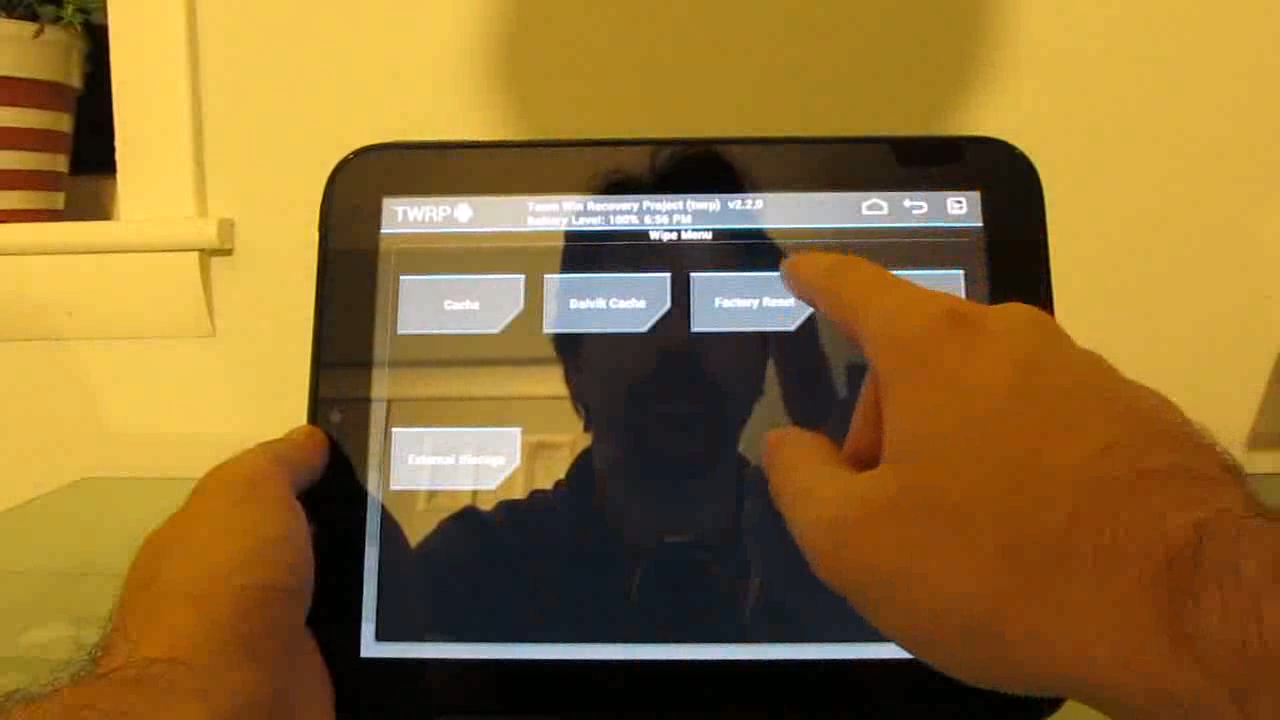 TWRP
Team Win Recovery Project (twrp) v2.2.0
Battery Level: 100% 6:56 PM
Wipe Menu
Cache
Dalvik Cache
Factory Reset
External Storage